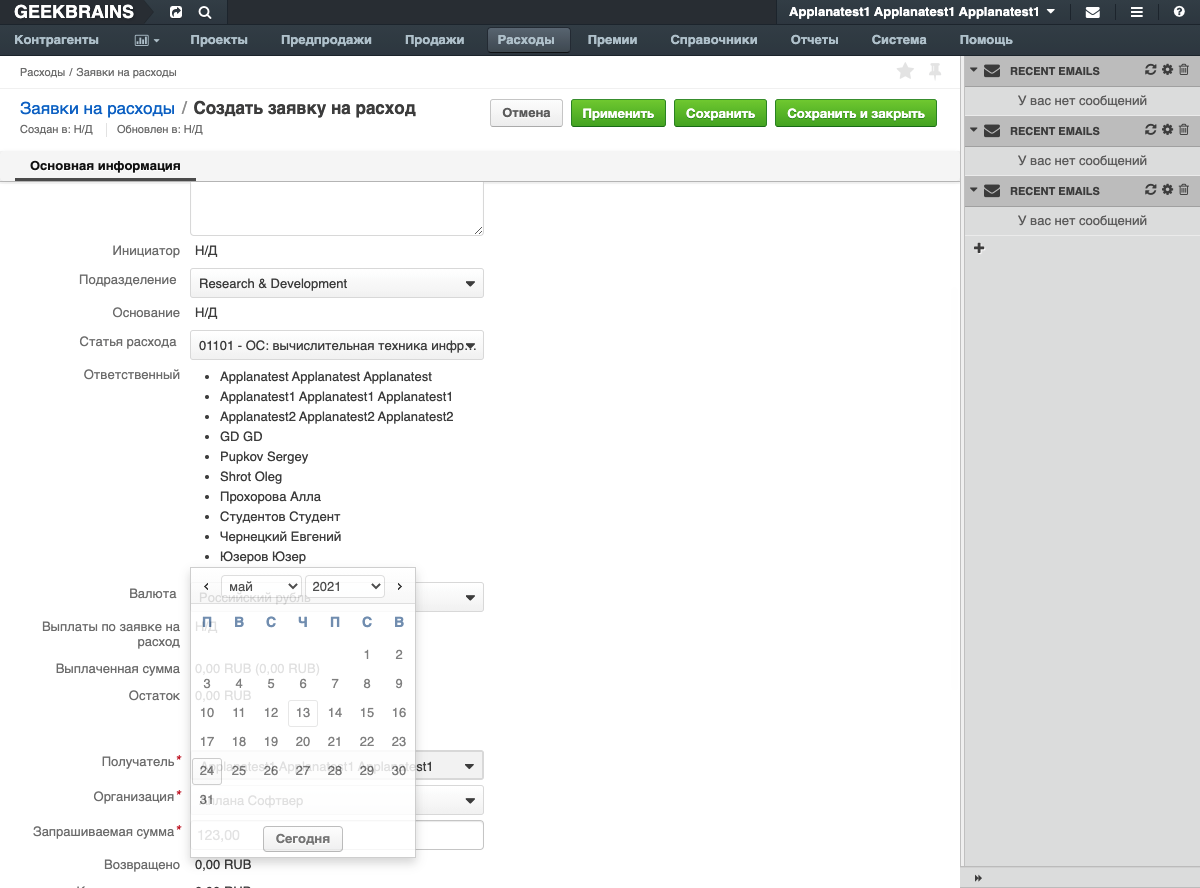 GEEKBRAINS
Applanatest1 Applanatest1 Applanatest1
Контрагенты Проекты Предпродажи Продажи Расходы Премии Справочники Отчеты Система Помощь
Расходы / Заявки на расходы
Заявки на расходы / Создать заявку на расход
Создан в: Н/Д Обновлен в: Н/Д
Отмена Применить Сохранить Сохранить и закрыть
Основная информация
Инициатор Н/Д
Подразделение Research & Development
Основание Н/Д
Статья расхода 01101 - ОС: вычислительная техника инфр...
Ответственный
• Applanatest Applanatest Applanatest
• Applanatest1 Applanatest1 Applanatest1
• Applanatest2 Applanatest2 Applanatest2
• GD GD
• Pupkov Sergey
• Shrot Oleg
• Прохорова Алла
• Студентов Студент
• Чернецкий Евгений
• Юзеров Юзер
май 2021
Валюта Российский рубль
П В С Ч П С В
Выплаты по заявке на расход Н/Д
1 2
Выплаченная сумма 0,00 RUB (0,00 RUB)
3 4 5 6 7 8 9
Остаток 0,00 RUB
10 11 12 13 14 15 16
17 18 19 20 21 22 23
Получатель* Applanatest1 Applanatest1 Applanatest1
24 25 26 27 28 29 30
Организация* плана Софтвер
31
Запрашиваемая сумма* 123,00
Сегодня
Возвращено 0,00 RUB
RECENT EMAILS
У вас нет сообщений
RECENT EMAILS
У вас нет сообщений
RECENT EMAILS
У вас нет сообщений